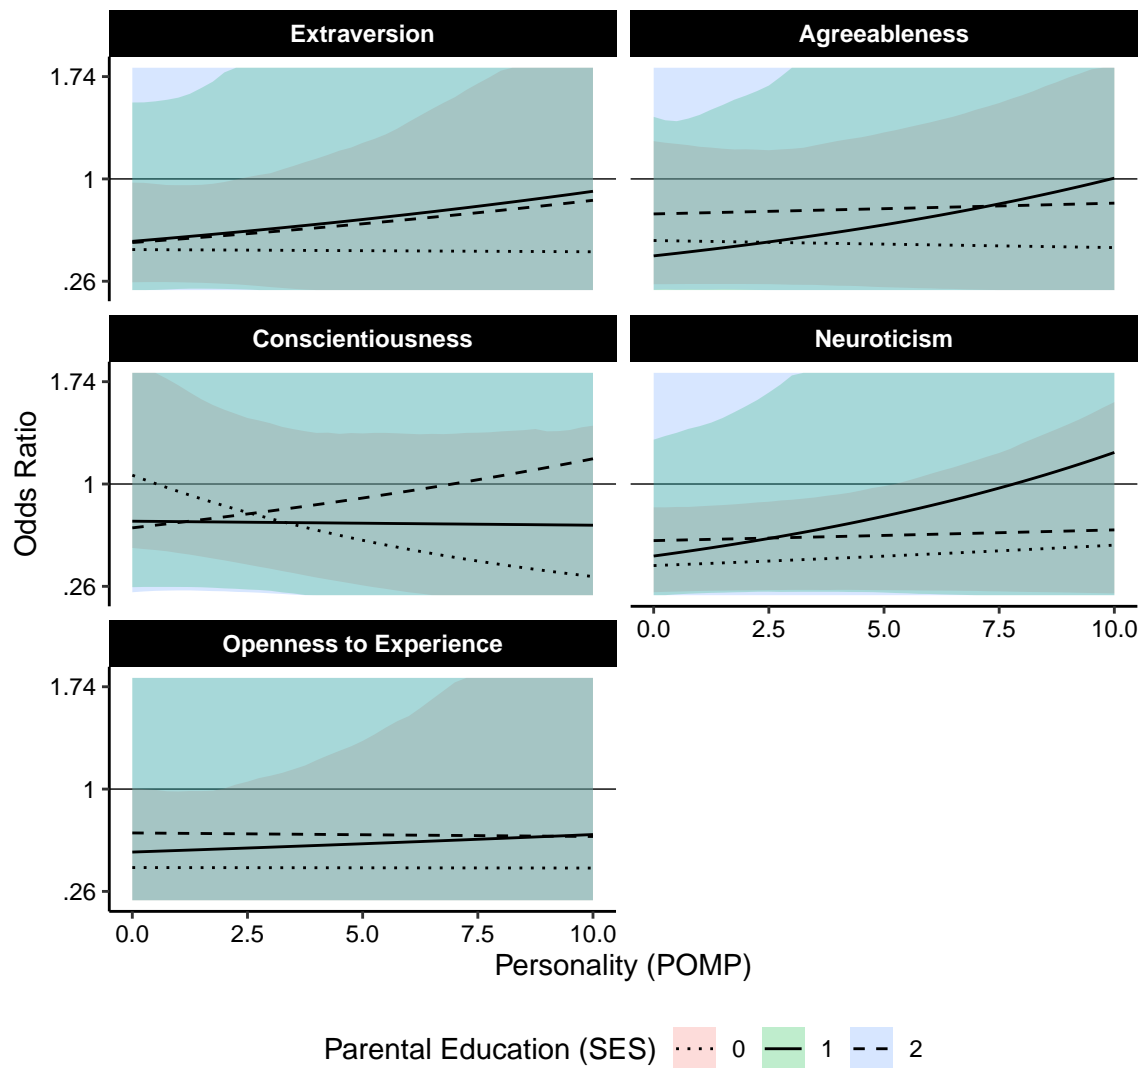 Extraversion
Agreeableness
1.74
1
.26
Conscientiousness
Neuroticism
1.74
1
.26
0.0 2.5 5.0 7.5 10.0
Openness to Experience
1.74
1
.26
0.0 2.5 5.0 7.5 10.0
Odds Ratio
Personality (POMP)
Parental Education (SES) 0 1 2